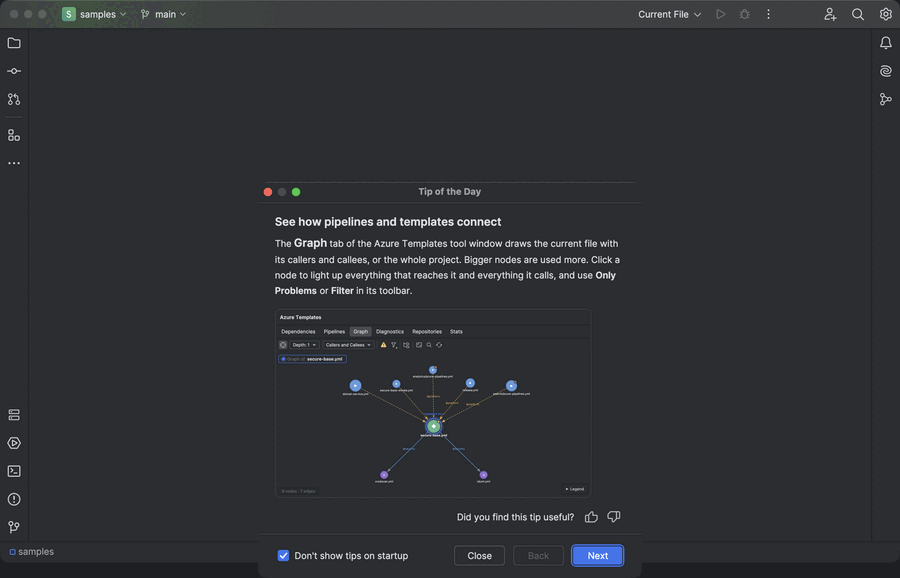 S samples
main
Current File
Tip of the Day
See how pipelines and templates connect
The Graph tab of the Azure Templates tool window draws the current file with
its callers and callees, or the whole project. Bigger nodes are used more. Click a
node to light up everything that reaches it and everything it calls, and use Only
Problems or Filter in its toolbar.
Azure Templates
Dependencies Pipelines Graph Diagnostics Repositories Stats
Depth: 1 Callers and Callees
Graph of secure-base.yml
secure-base.yml
Legend
Did you find this tip useful?
Don't show tips on startup
Close
Back
Next
samples